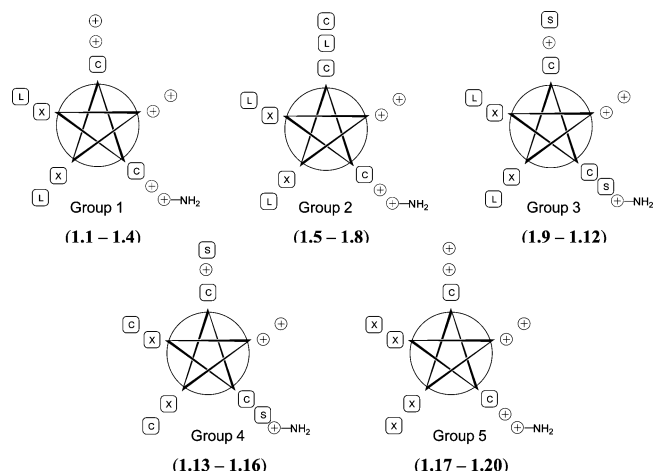 +
+
C
L
+
X
+
X
C
+
L
+—NH₂
Group 1
(1.1 – 1.4)
C
L
C
L
+
X
+
X
C
+
L
+—NH₂
Group 2
(1.5 – 1.8)
S
+
C
L
+
X
+
X
C
S
L
+—NH₂
Group 3
(1.9 – 1.12)
S
+
C
C
+
X
+
X
C
S
C
+—NH₂
Group 4
(1.13 – 1.16)
+
+
C
X
+
X
+
X
C
+
X
+—NH₂
Group 5
(1.17 – 1.20)